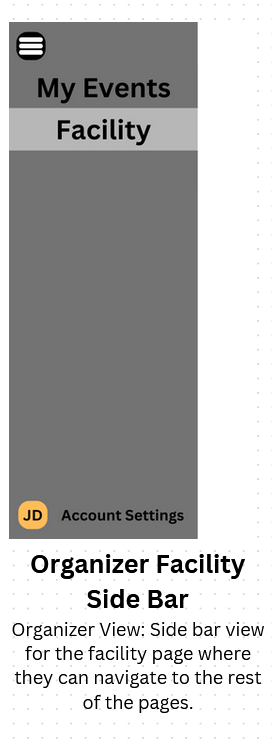 My Events
Facility
JD Account Settings
Organizer Facility
Side Bar
Organizer View: Side bar view
for the facility page where
they can navigate to the rest
of the pages.